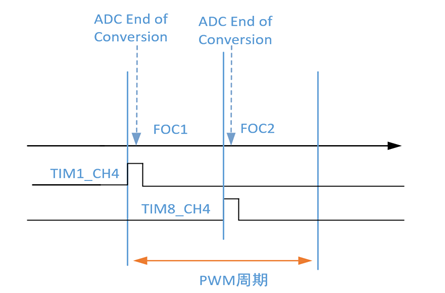 ADC End of
Conversion
ADC End of
Conversion
FOC1
FOC2
TIM1_CH4
TIM8_CH4
PWM周期